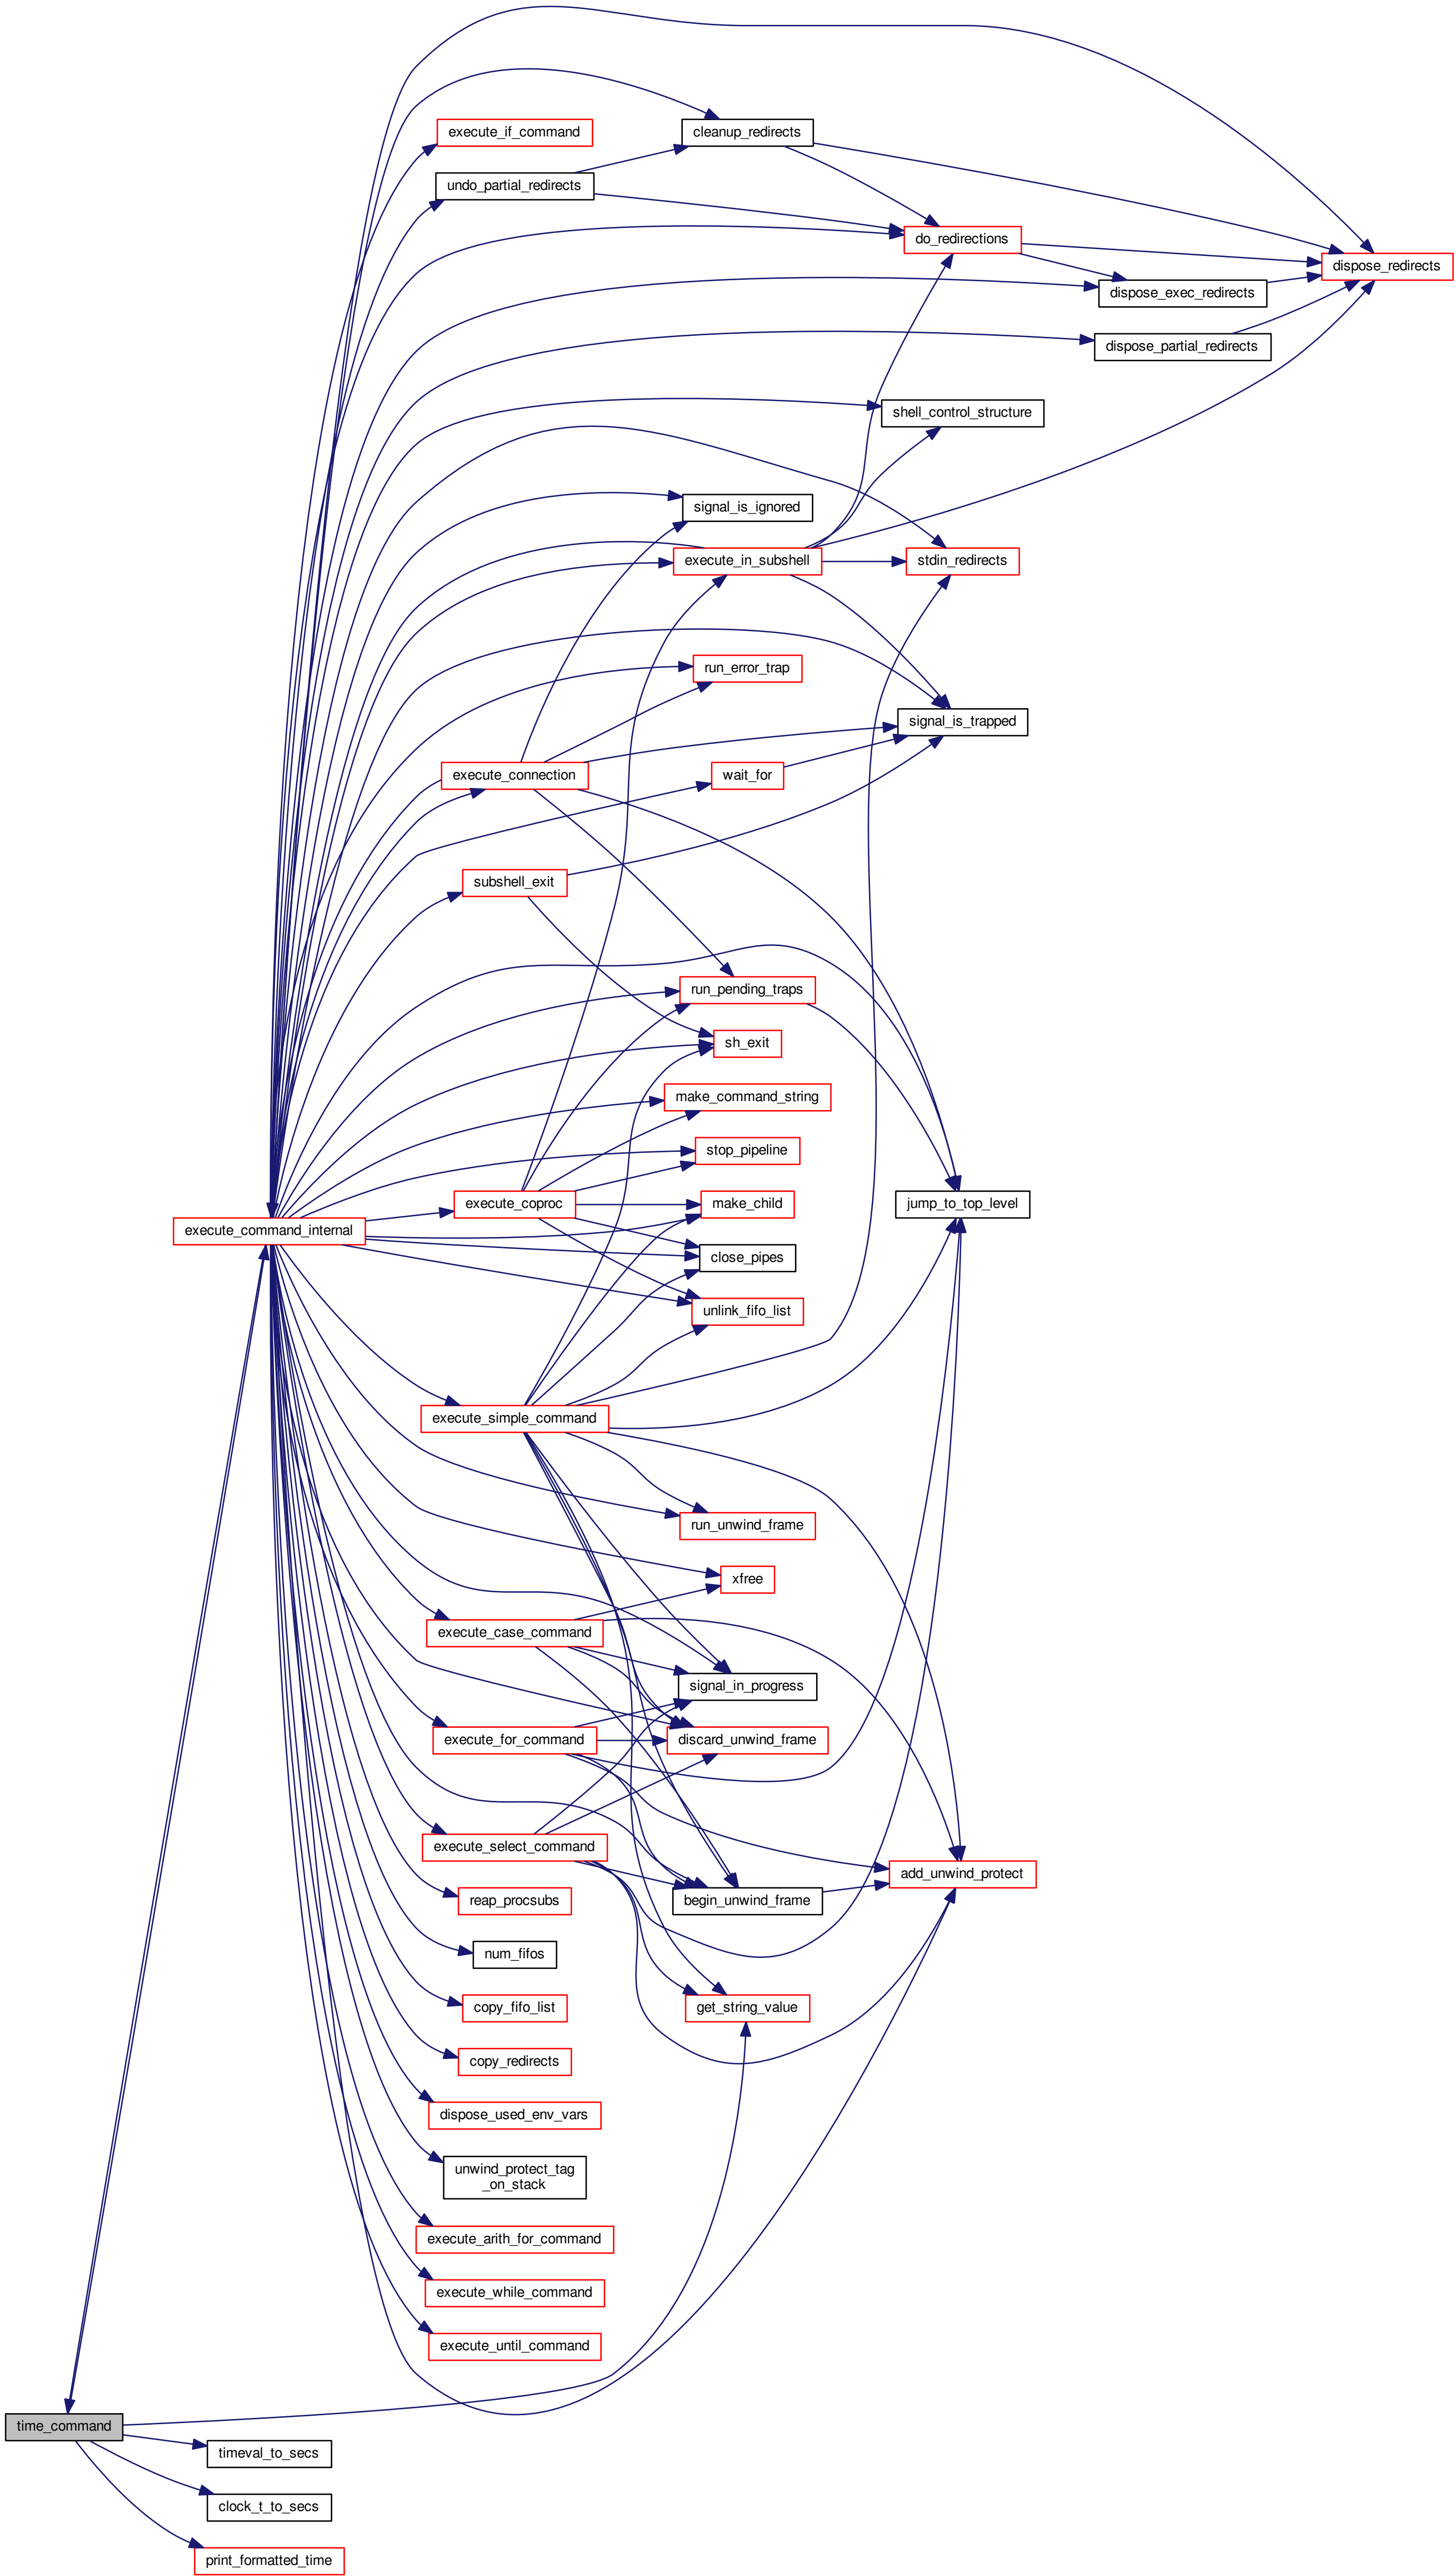 execute_if_command
cleanup_redirects
undo_partial_redirects
do_redirections
dispose_redirects
dispose_exec_redirects
dispose_partial_redirects
shell_control_structure
signal_is_ignored
execute_in_subshell
stdin_redirects
run_error_trap
signal_is_trapped
execute_connection
wait_for
subshell_exit
run_pending_traps
sh_exit
make_command_string
stop_pipeline
execute_coproc
make_child
jump_to_top_level
execute_command_internal
close_pipes
unlink_fifo_list
execute_simple_command
run_unwind_frame
xfree
execute_case_command
signal_in_progress
execute_for_command
discard_unwind_frame
execute_select_command
add_unwind_protect
reap_procsubs
begin_unwind_frame
num_fifos
copy_fifo_list
get_string_value
copy_redirects
dispose_used_env_vars
unwind_protect_tag
_on_stack
execute_arith_for_command
execute_while_command
execute_until_command
time_command
timeval_to_secs
clock_t_to_secs
print_formatted_time